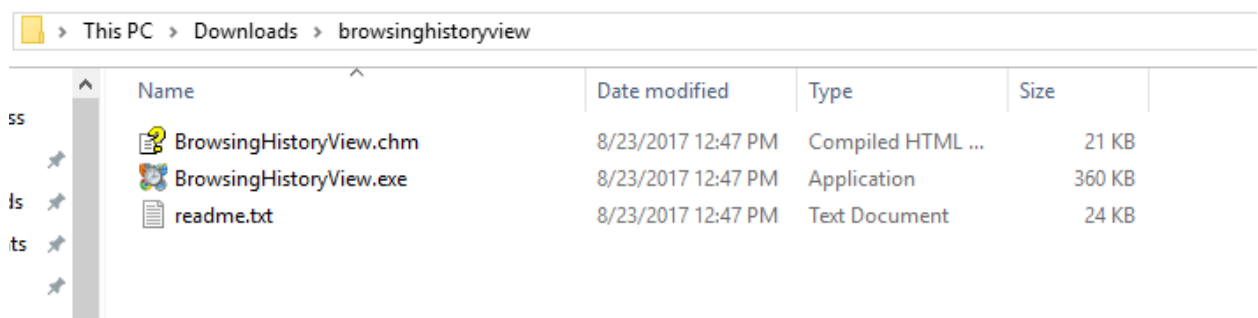 This PC > Downloads > browsinghistoryview
Name Date modified Type Size
ss
BrowsingHistoryView.chm 8/23/2017 12:47 PM Compiled HTML ... 21 KB
BrowsingHistoryView.exe 8/23/2017 12:47 PM Application 360 KB
ds
readme.txt 8/23/2017 12:47 PM Text Document 24 KB
its